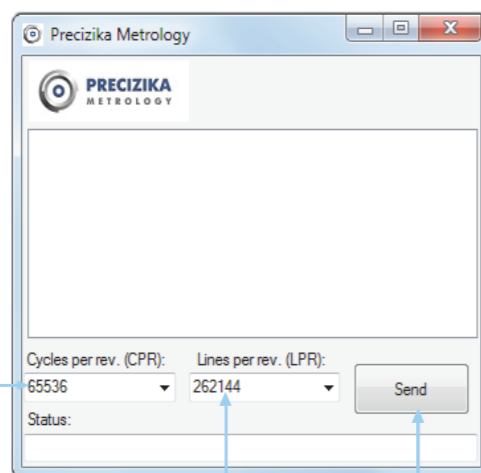 Precizika Metrology
PRECIZIKA
METROLOGY
Cycles per rev. (CPR): Lines per rev. (LPR):
65536 262144 Send
Status: